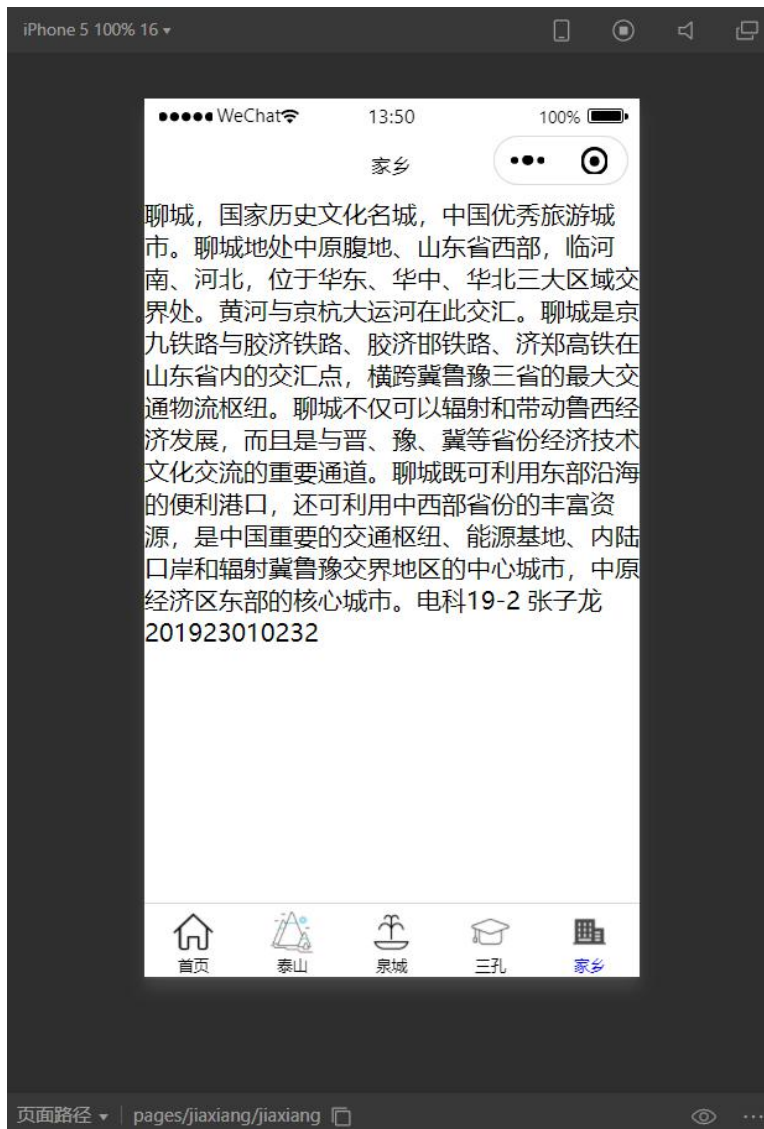 iPhone 5 100% 16
WeChat 13:50 100%
家乡
聊城，国家历史文化名城，中国优秀旅游城
市。聊城地处中原腹地、山东省西部，临河
南、河北，位于华东、华中、华北三大区域交
界处。黄河与京杭大运河在此交汇。聊城是京
九铁路与胶济铁路、胶济邯铁路、济郑高铁在
山东省内的交汇点，横跨冀鲁豫三省的最大交
通物流枢纽。聊城不仅可以辐射和带动鲁西经
济发展，而且是与晋、豫、冀等省份经济技术
文化交流的重要通道。聊城既可利用东部沿海
的便利港口，还可利用中西部省份的丰富资
源，是中国重要的交通枢纽、能源基地、内陆
口岸和辐射冀鲁豫交界地区的中心城市，中原
经济区东部的核心城市。电科19-2 张子龙
201923010232
首页 泰山 泉城 三孔 家乡
页面路径 pages/jiaxiang/jiaxiang